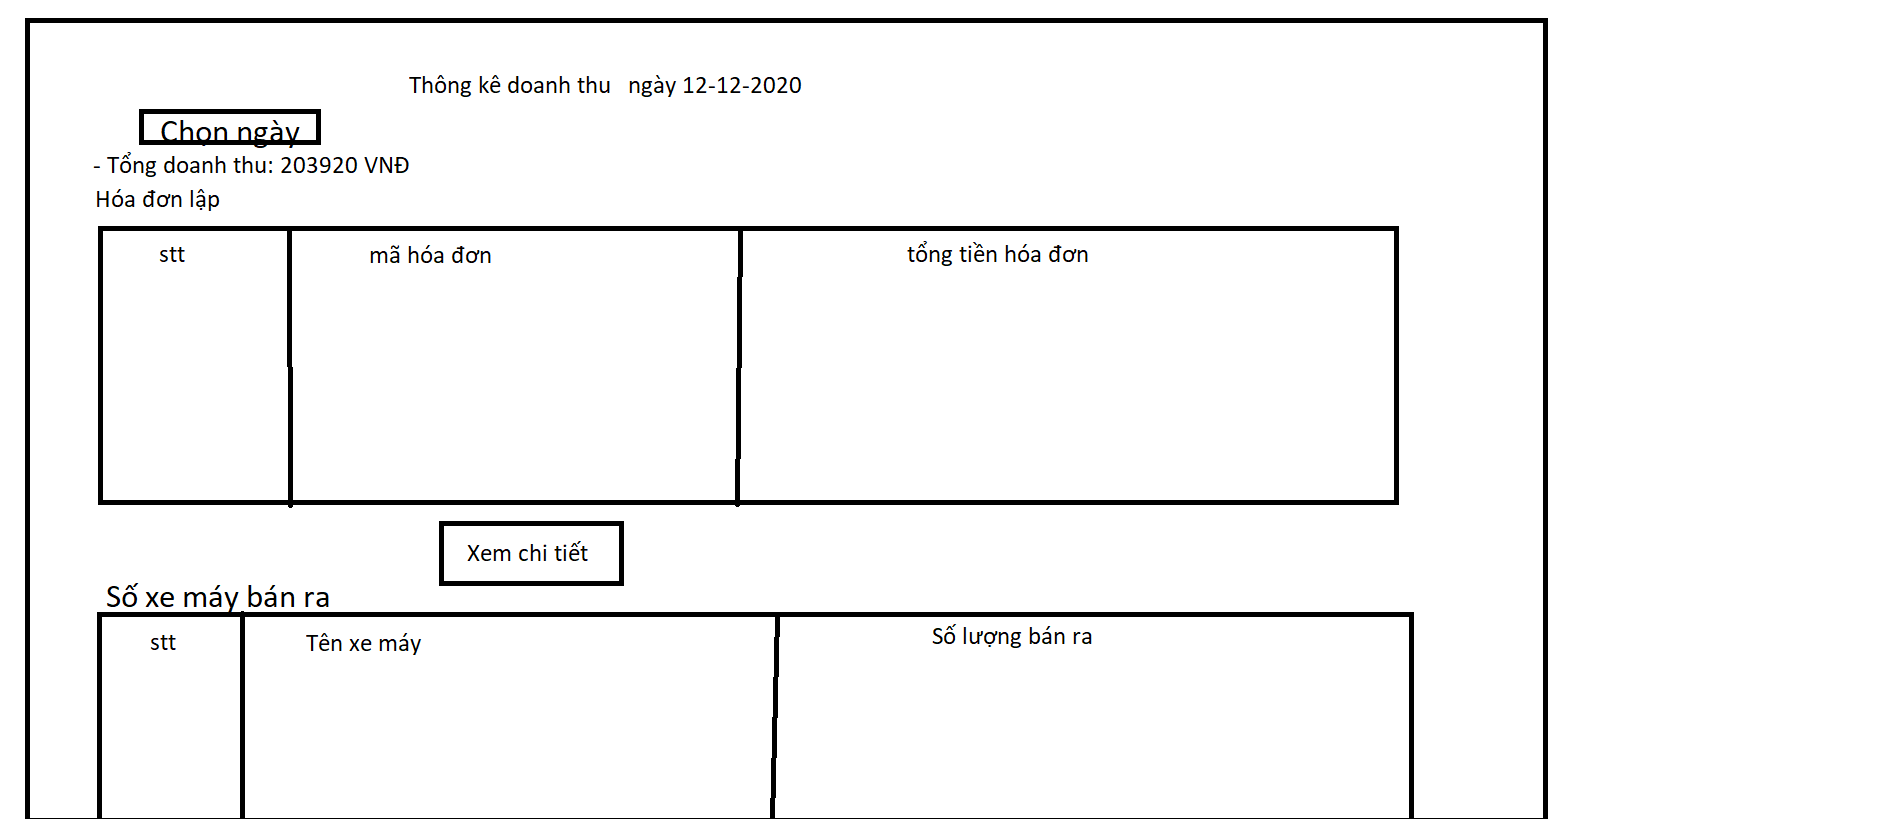 Thông kê doanh thu ngày 12-12-2020
Chọn ngày
- Tổng doanh thu: 203920 VNĐ
Hóa đơn lập
stt mã hóa đơn tổng tiền hóa đơn
Xem chi tiết
Số xe máy bán ra
stt Tên xe máy Số lượng bán ra